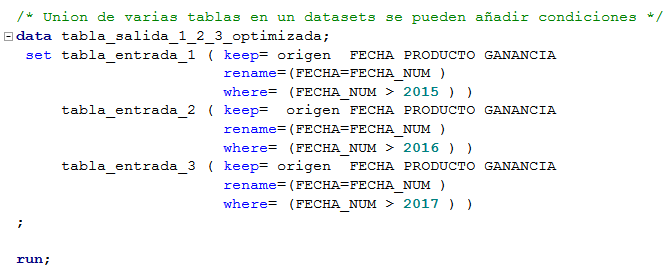 /* Union de varias tablas en un datasets se pueden añadir condiciones */
data tabla_salida_1_2_3_optimizada;
set tabla_entrada_1 ( keep= origen  FECHA PRODUCTO GANANCIA
rename=(FECHA=FECHA_NUM )
where= (FECHA_NUM > 2015 ) )
tabla_entrada_2 ( keep=  origen FECHA PRODUCTO GANANCIA
rename=(FECHA=FECHA_NUM )
where= (FECHA_NUM > 2016 ) )
tabla_entrada_3 ( keep= origen  FECHA PRODUCTO GANANCIA
rename=(FECHA=FECHA_NUM )
where= (FECHA_NUM > 2017 ) )
;
run;